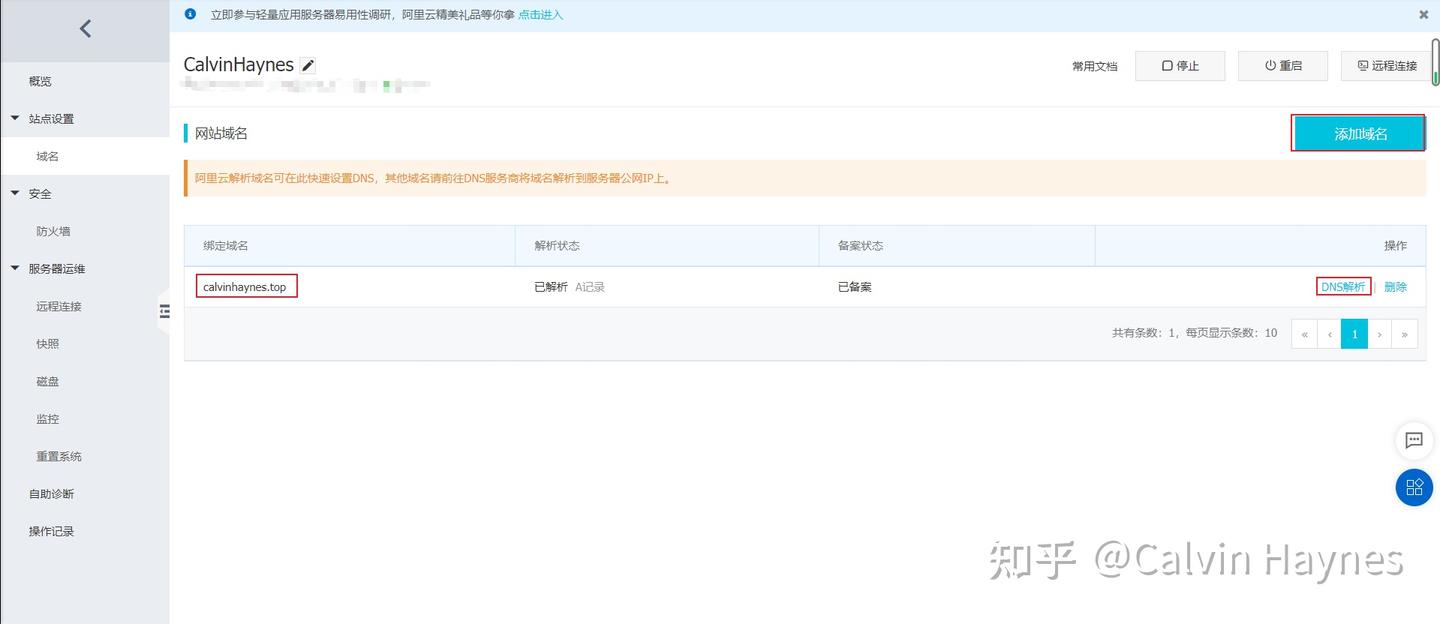 立即参与轻量应用服务器易用性调研，阿里云精美礼品等你拿 点击进入
CalvinHaynes
常用文档
停止
重启
远程连接
概览
站点设置
域名
安全
防火墙
服务器运维
远程连接
快照
磁盘
监控
重置系统
自助诊断
操作记录
网站域名
添加域名
阿里云解析域名可在此快速设置DNS，其他域名请前往DNS服务商将域名解析到服务器公网IP上。
绑定域名 解析状态 备案状态 操作
calvinhaynes.top 已解析 A记录 已备案 DNS解析 | 删除
共有条数：1，每页显示条数：10 « ‹ 1 › »
知乎 @Calvin Haynes